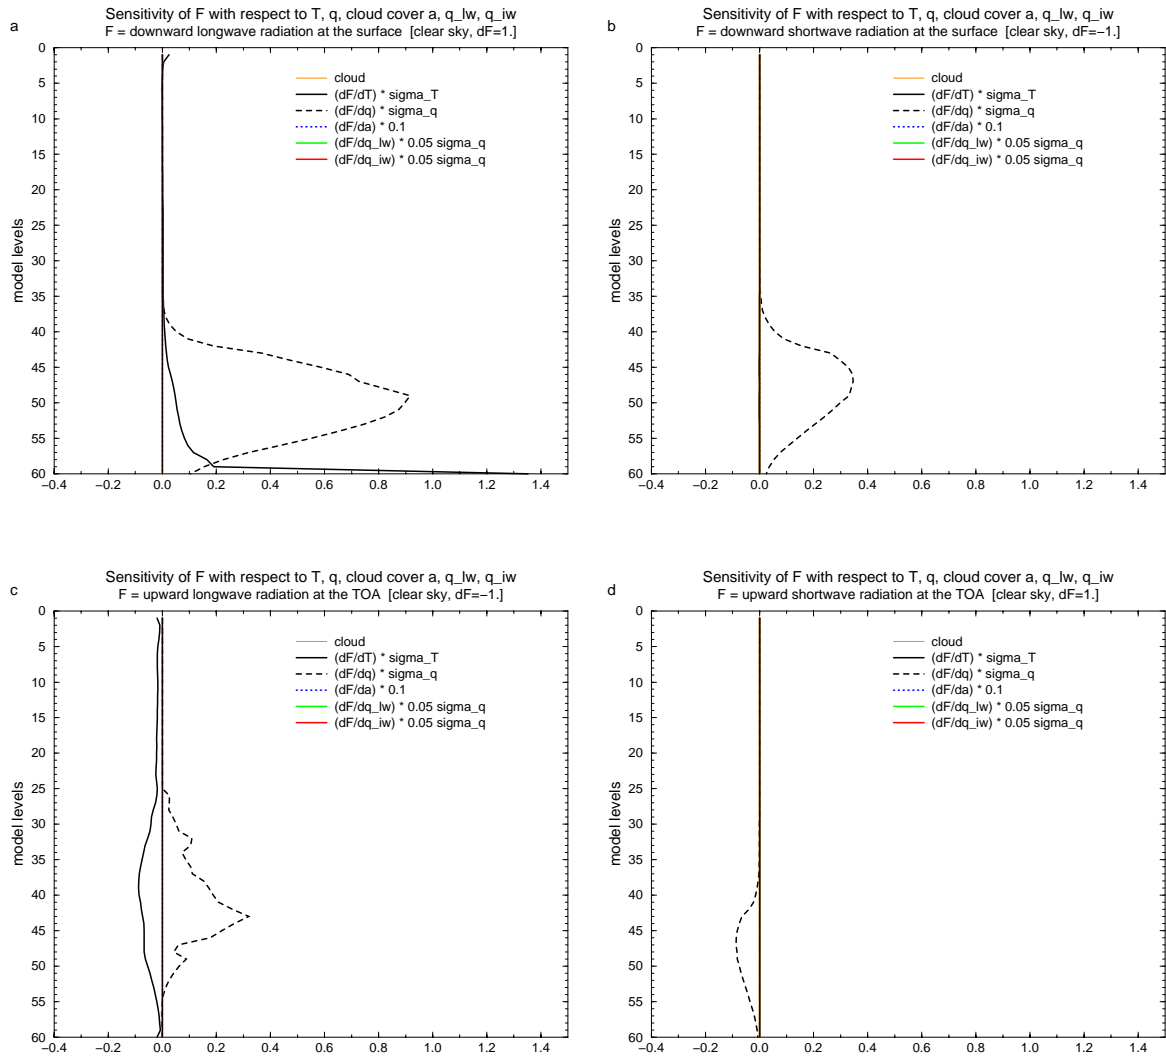 a
Sensitivity of F with respect to T, q, cloud cover a, q_lw, q_iw
F = downward longwave radiation at the surface  [clear sky, dF=1.]
0
5
10
15
20
25
30
35
40
45
50
55
60
model levels
cloud
(dF/dT) * sigma_T
(dF/dq) * sigma_q
(dF/da) * 0.1
(dF/dq_lw) * 0.05 sigma_q
(dF/dq_iw) * 0.05 sigma_q
−0.4 −0.2 0.0 0.2 0.4 0.6 0.8 1.0 1.2 1.4
b
Sensitivity of F with respect to T, q, cloud cover a, q_lw, q_iw
F = downward shortwave radiation at the surface  [clear sky, dF=−1.]
0
5
10
15
20
25
30
35
40
45
50
55
60
model levels
cloud
(dF/dT) * sigma_T
(dF/dq) * sigma_q
(dF/da) * 0.1
(dF/dq_lw) * 0.05 sigma_q
(dF/dq_iw) * 0.05 sigma_q
−0.4 −0.2 0.0 0.2 0.4 0.6 0.8 1.0 1.2 1.4
c
Sensitivity of F with respect to T, q, cloud cover a, q_lw, q_iw
F = upward longwave radiation at the TOA  [clear sky, dF=−1.]
0
5
10
15
20
25
30
35
40
45
50
55
60
model levels
cloud
(dF/dT) * sigma_T
(dF/dq) * sigma_q
(dF/da) * 0.1
(dF/dq_lw) * 0.05 sigma_q
(dF/dq_iw) * 0.05 sigma_q
−0.4 −0.2 0.0 0.2 0.4 0.6 0.8 1.0 1.2 1.4
d
Sensitivity of F with respect to T, q, cloud cover a, q_lw, q_iw
F = upward shortwave radiation at the TOA  [clear sky, dF=1.]
0
5
10
15
20
25
30
35
40
45
50
55
60
model levels
cloud
(dF/dT) * sigma_T
(dF/dq) * sigma_q
(dF/da) * 0.1
(dF/dq_lw) * 0.05 sigma_q
(dF/dq_iw) * 0.05 sigma_q
−0.4 −0.2 0.0 0.2 0.4 0.6 0.8 1.0 1.2 1.4